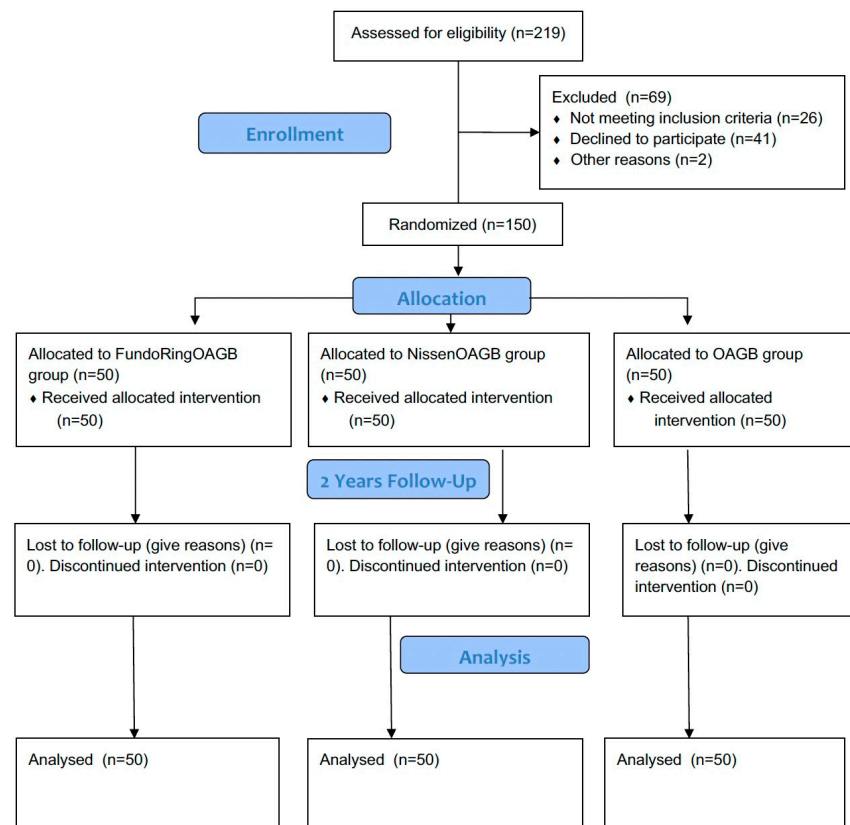 Assessed for eligibility (n=219)
Excluded (n=69)
♦ Not meeting inclusion criteria (n=26)
♦ Declined to participate (n=41)
♦ Other reasons (n=2)
Enrollment
Randomized (n=150)
Allocation
Allocated to FundoRingOAGB
group (n=50)
♦ Received allocated intervention
(n=50)
Allocated to NissenOAGB group
(n=50)
♦ Received allocated intervention
(n=50)
Allocated to OAGB group
(n=50)
♦ Received allocated
intervention (n=50)
2 Years Follow-Up
Lost to follow-up (give reasons) (n=
0). Discontinued intervention (n=0)
Lost to follow-up (give reasons) (n=
0). Discontinued intervention (n=0)
Lost to follow-up (give
reasons) (n=0). Discontinued
intervention (n=0)
Analysis
Analysed (n=50)
Analysed (n=50)
Analysed (n=50)